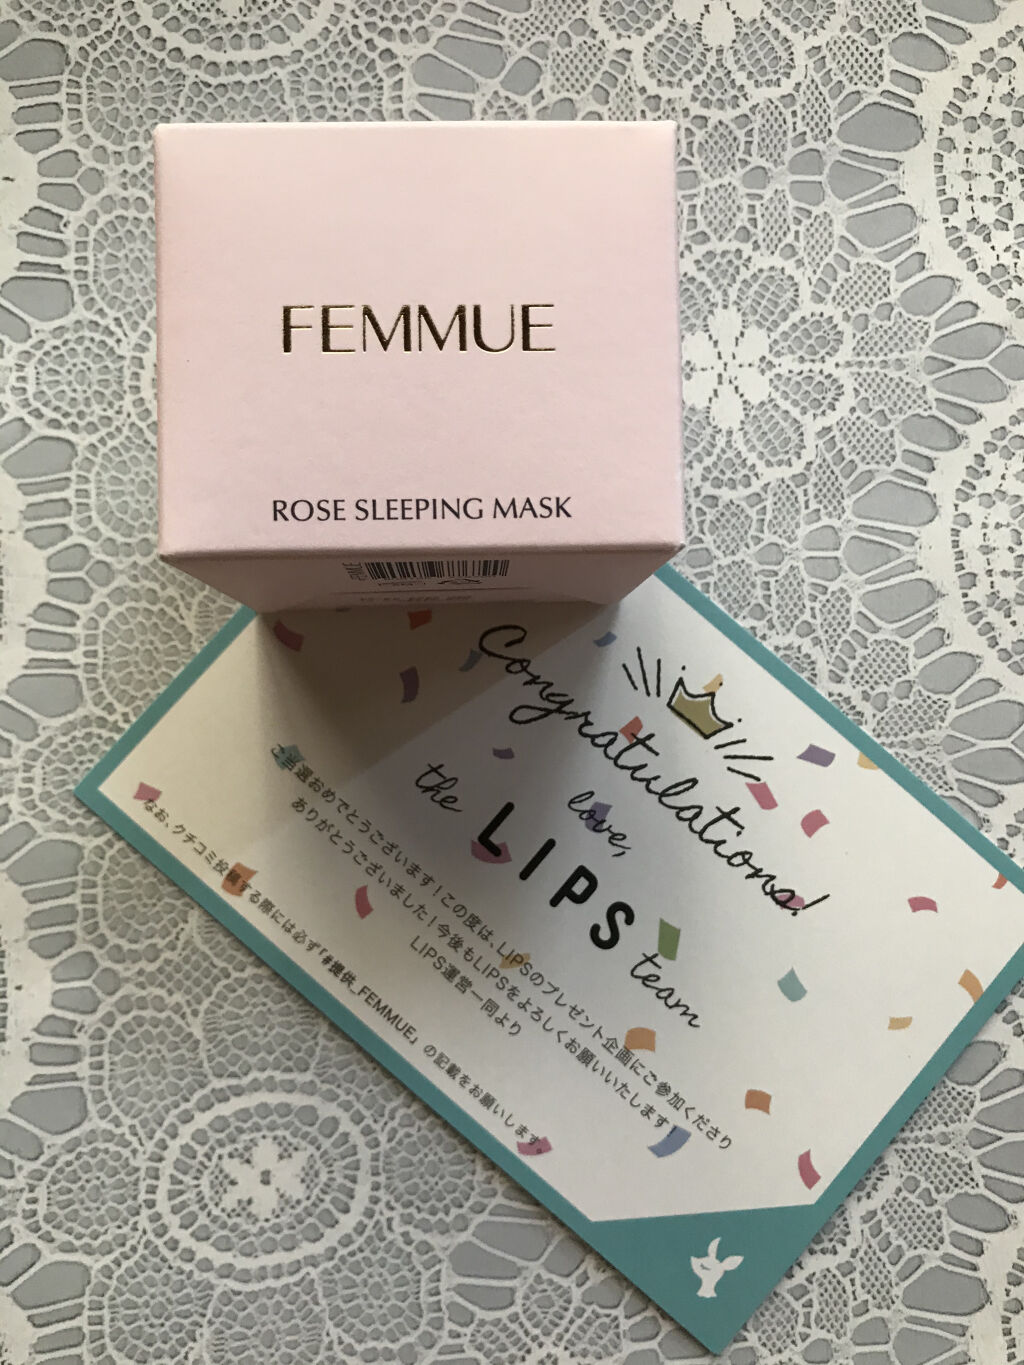 FEMMUE
ROSE SLEEPING MASK
Congratulations!
love,
the LIPS team
ご当選おめでとうございます！この度は、LIPSのプレゼント企画にご参加くださり
ありがとうございました！今後もLIPSをよろしくお願いいたします！
LIPS運営一同より
なお、クチコミ投稿する際には必ず「#提供_FEMMUE」の記載をお願いします。